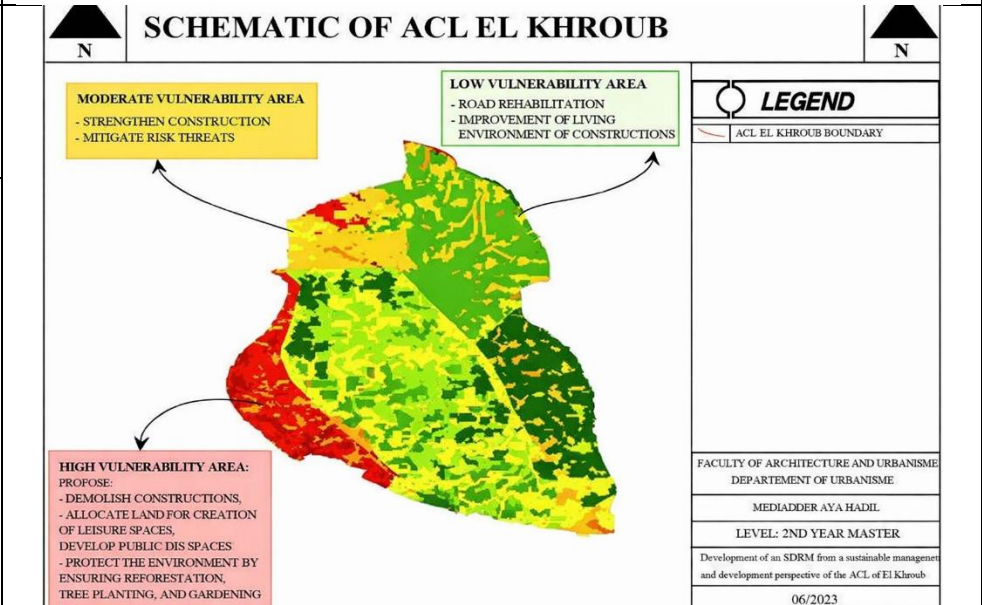 N
SCHEMATIC OF ACL EL KHROUB
N
MODERATE VULNERABILITY AREA
- STRENGTHEN CONSTRUCTION
- MITIGATE RISK THREATS
LOW VULNERABILITY AREA
- ROAD REHABILITATION
- IMPROVEMENT OF LIVING
ENVIRONMENT OF CONSTRUCTIONS
LEGEND
ACL EL KHROUB BOUNDARY
HIGH VULNERABILITY AREA:
PROFOSE:
- DEMOLISH CONSTRUCTIONS,
- ALLOCATE LAND FOR CREATION
OF LEISURE SPACES,
DEVELOP PUBLIC DIS SPACES
- PROTECT THE ENVIRONMENT BY
ENSURING REFORESTATION,
TREE PLANTING, AND GARDENING
FACULTY OF ARCHITECTURE AND URBANISME
DEPARTEMENT OF URBANISME
MEDIADDER AYA HADIL
LEVEL: 2ND YEAR MASTER
Development of an SDRM from a sustainable managenet
and development perspective of the ACL of El Khroub
06/2023